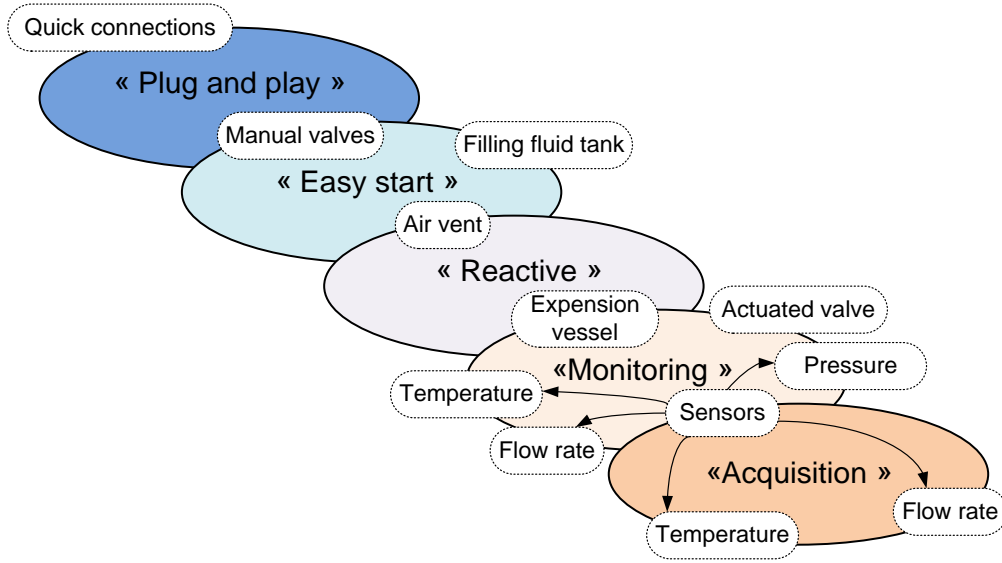 Quick connections
« Plug and play »
Manual valves
Filling fluid tank
« Easy start »
Air vent
« Reactive »
Expension
vessel
Actuated valve
«Monitoring »
Pressure
Temperature
Sensors
Flow rate
«Acquisition »
Flow rate
Temperature